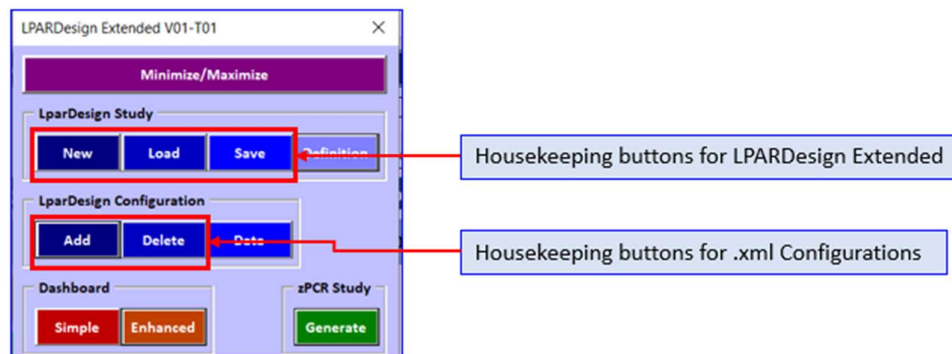 LPARDesign Extended V01-T01
Minimize/Maximize
LparDesign Study
New Load Save Definition
Housekeeping buttons for LPARDesign Extended
LparDesign Configuration
Add Delete Data
Housekeeping buttons for .xml Configurations
Dashboard zPCR Study
Simple Enhanced Generate